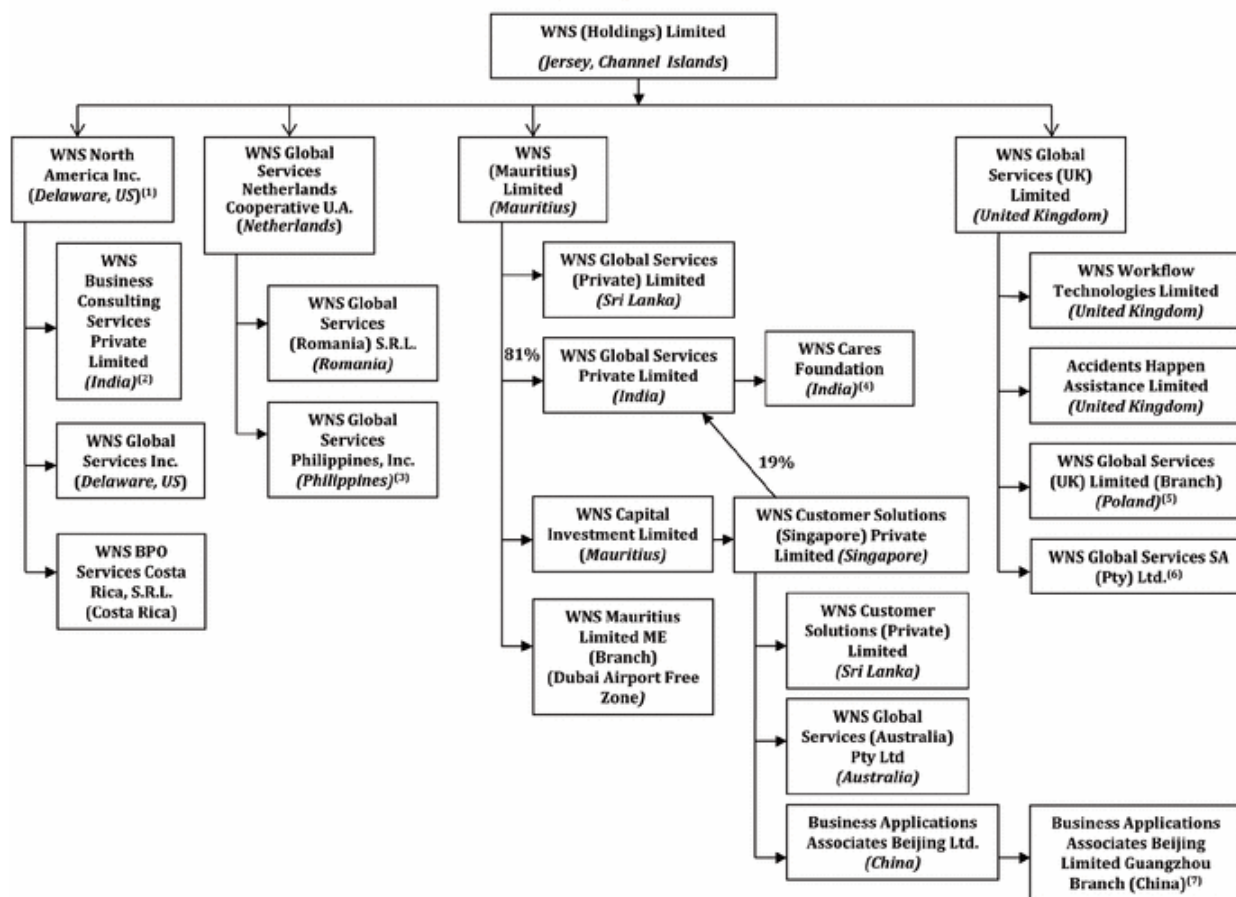 WNS (Holdings) Limited
(Jersey, Channel Islands)
WNS North
America Inc.
(Delaware, US)(1)
WNS
Business
Consulting
Services
Private
Limited
(India)(2)
WNS Global
Services Inc.
(Delaware, US)
WNS BPO
Services Costa
Rica, S.R.L.
(Costa Rica)
WNS Global
Services
Netherlands
Cooperative U.A.
(Netherlands)
WNS Global
Services
(Romania) S.R.L.
(Romania)
WNS Global
Services
Philippines, Inc.
(Philippines)(3)
WNS
(Mauritius)
Limited
(Mauritius)
WNS Global Services
(Private) Limited
(Sri Lanka)
81%
WNS Global Services
Private Limited
(India)
WNS Cares
Foundation
(India)(4)
19%
WNS Capital
Investment Limited
(Mauritius)
WNS Customer Solutions
(Singapore) Private
Limited (Singapore)
WNS Mauritius
Limited ME
(Branch)
(Dubai Airport Free
Zone)
WNS Customer
Solutions (Private)
Limited
(Sri Lanka)
WNS Global
Services (Australia)
Pty Ltd
(Australia)
Business Applications
Associates Beijing Ltd.
(China)
Business Applications
Associates Beijing
Limited Guangzhou
Branch (China)(7)
WNS Global
Services (UK)
Limited
(United Kingdom)
WNS Workflow
Technologies Limited
(United Kingdom)
Accidents Happen
Assistance Limited
(United Kingdom)
WNS Global Services
(UK) Limited (Branch)
(Poland)(5)
WNS Global Services SA
(Pty) Ltd.(6)